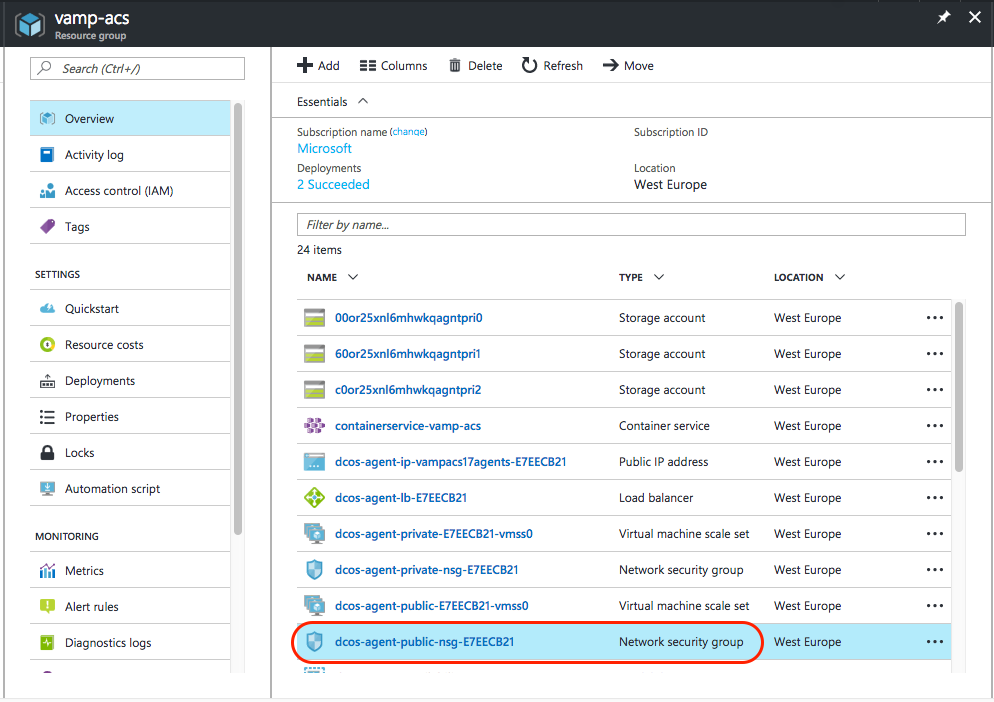 vamp-acs
Resource group
Search (Ctrl+/)
Overview
Activity log
Access control (IAM)
Tags
SETTINGS
Quickstart
Resource costs
Deployments
Properties
Locks
Automation script
MONITORING
Metrics
Alert rules
Diagnostics logs
Add Columns Delete Refresh Move
Essentials
Subscription name (change) Subscription ID
Microsoft
Deployments Location
2 Succeeded West Europe
Filter by name...
24 items
NAME TYPE LOCATION
00or25xnl6mhwkqagntpri0 Storage account West Europe
60or25xnl6mhwkqagntpri1 Storage account West Europe
c0or25xnl6mhwkqagntpri2 Storage account West Europe
containerservice-vamp-acs Container service West Europe
dcos-agent-ip-vampacs17agents-E7EECB21 Public IP address West Europe
dcos-agent-lb-E7EECB21 Load balancer West Europe
dcos-agent-private-E7EECB21-vmss0 Virtual machine scale set West Europe
dcos-agent-private-nsg-E7EECB21 Network security group West Europe
dcos-agent-public-E7EECB21-vmss0 Virtual machine scale set West Europe
dcos-agent-public-nsg-E7EECB21 Network security group West Europe